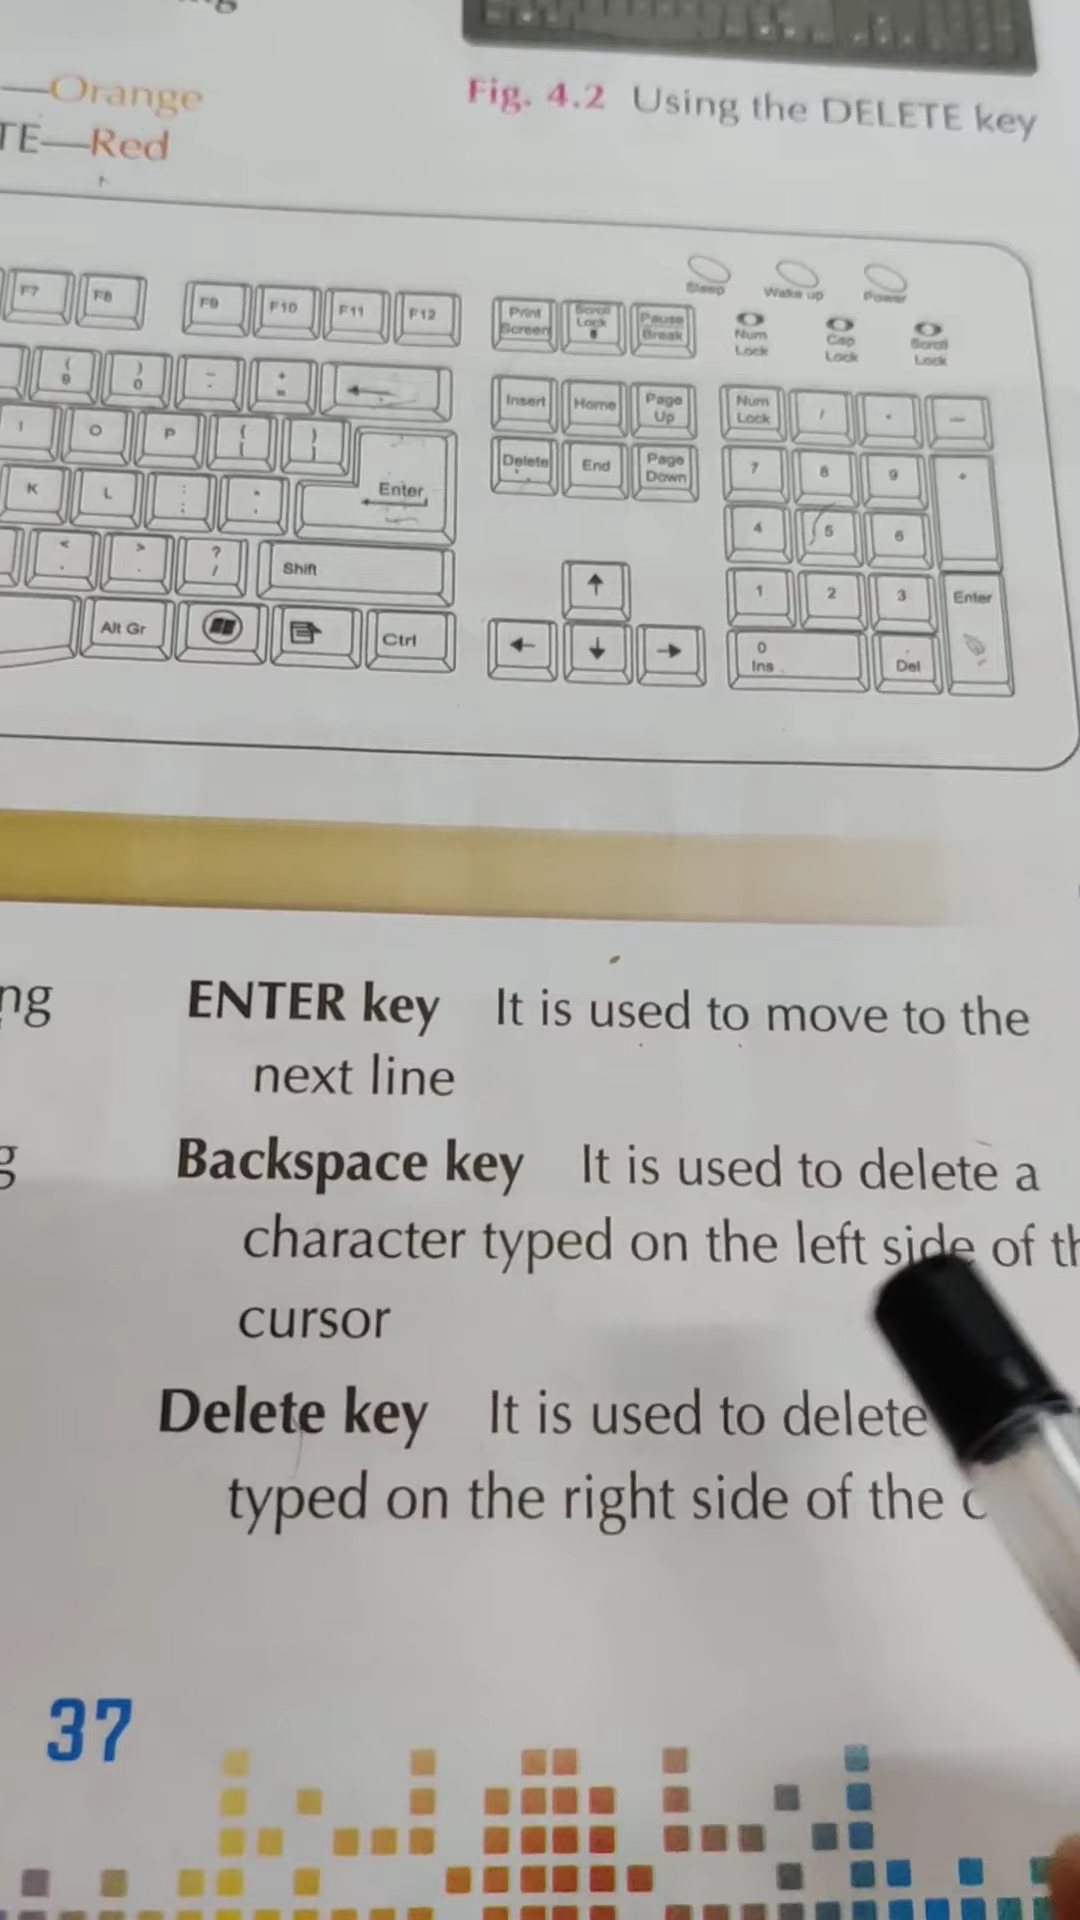 —Orange
TE—Red
Fig. 4.2 Using the DELETE key
Sleep Wake up Power
Num Lock Cap Lock Scroll Lock
F7 F8 F9 F10 F11 F12 Print Screen Scroll Lock Pause Break
( 9 ) 0 - + = Insert Home Page Up Num Lock / * —
I O P { [ } ] Delete End Page Down 7 8 9 +
K L : ; Enter 4 5 6
< > . ? / Shift 1 2 3 Enter
Alt Gr Ctrl 0 Ins Del
ng
ENTER key It is used to move to the
next line
g
Backspace key It is used to delete a
character typed on the left side of th
cursor
Delete key It is used to delete
typed on the right side of the c
37